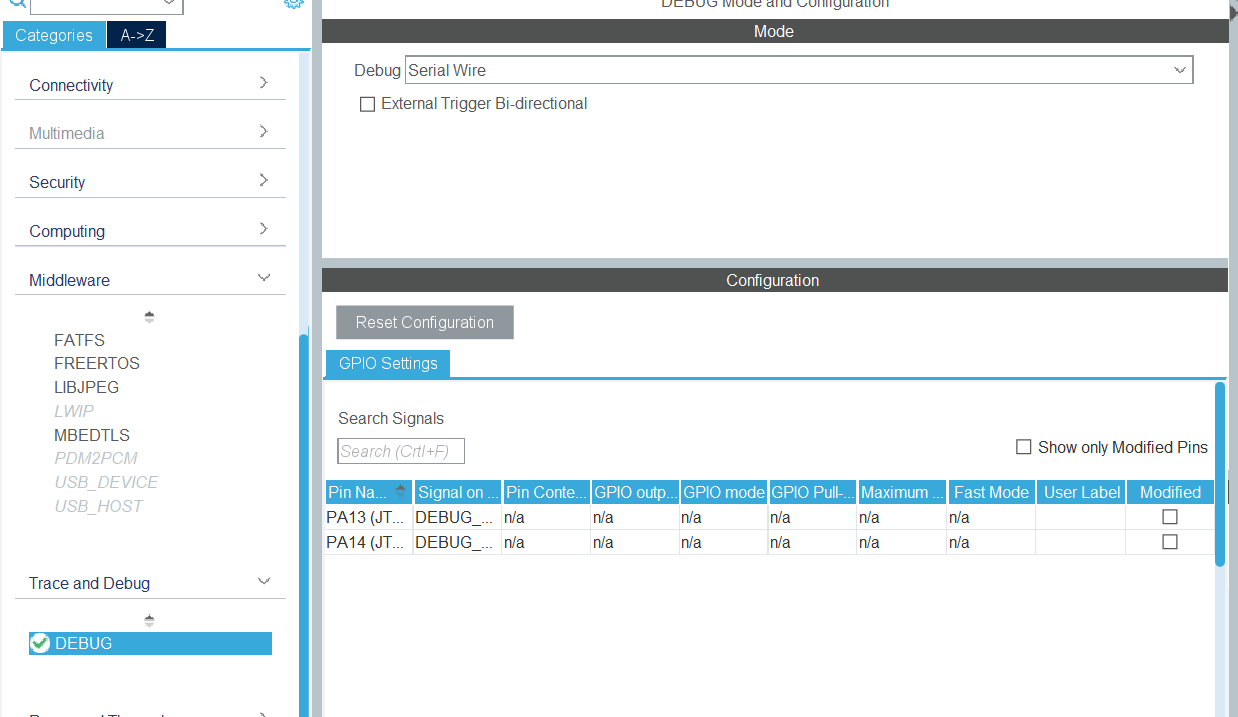 DEBUG Mode and Configuration
Categories A->Z
Connectivity
Multimedia
Security
Computing
Middleware
FATFS
FREERTOS
LIBJPEG
LWIP
MBEDTLS
PDM2PCM
USB_DEVICE
USB_HOST
Trace and Debug
DEBUG
Mode
Debug Serial Wire
External Trigger Bi-directional
Configuration
Reset Configuration
GPIO Settings
Search Signals
Search (Crtl+F)
Show only Modified Pins
Pin Na... Signal on ... Pin Conte... GPIO outp... GPIO mode GPIO Pull-... Maximum ... Fast Mode User Label Modified
PA13 (JT... DEBUG_... n/a n/a n/a n/a n/a n/a
PA14 (JT... DEBUG_... n/a n/a n/a n/a n/a n/a